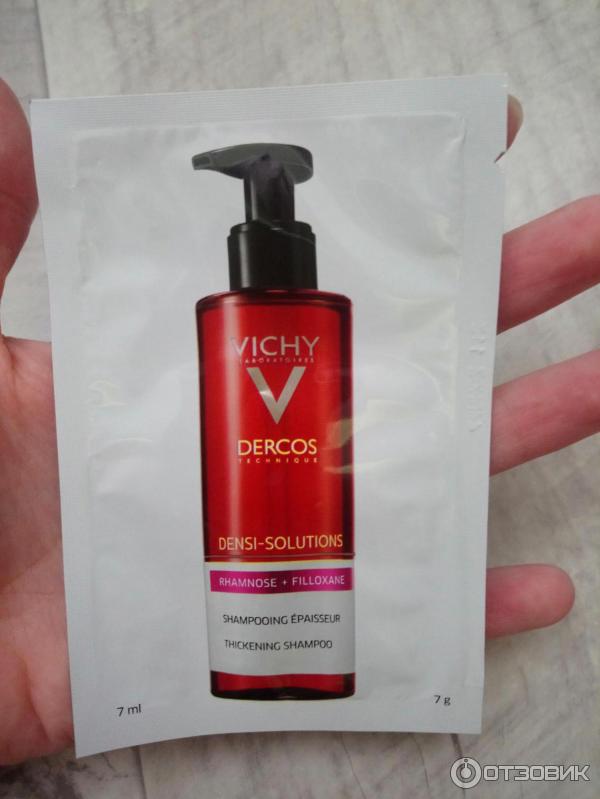 VICHY
LABORATOIRES
V
DERCOS
TECHNIQUE
DENSI-SOLUTIONS
RHAMNOSE + FILLOXANE
SHAMPOOING ÉPAISSEUR
THICKENING SHAMPOO
7 ml
7 g
ОТЗОВИК